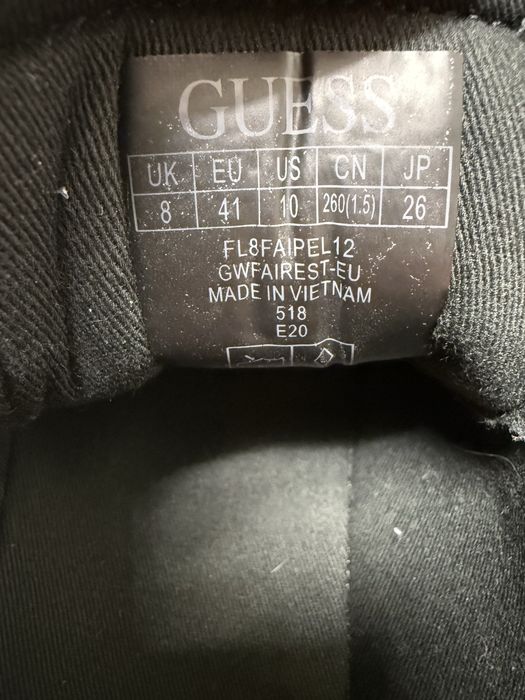 GUESS
UK EU US CN JP
8 41 10 260(1.5) 26
FL8FAIPEL12
GWFAIREST-EU
MADE IN VIETNAM
518
E20